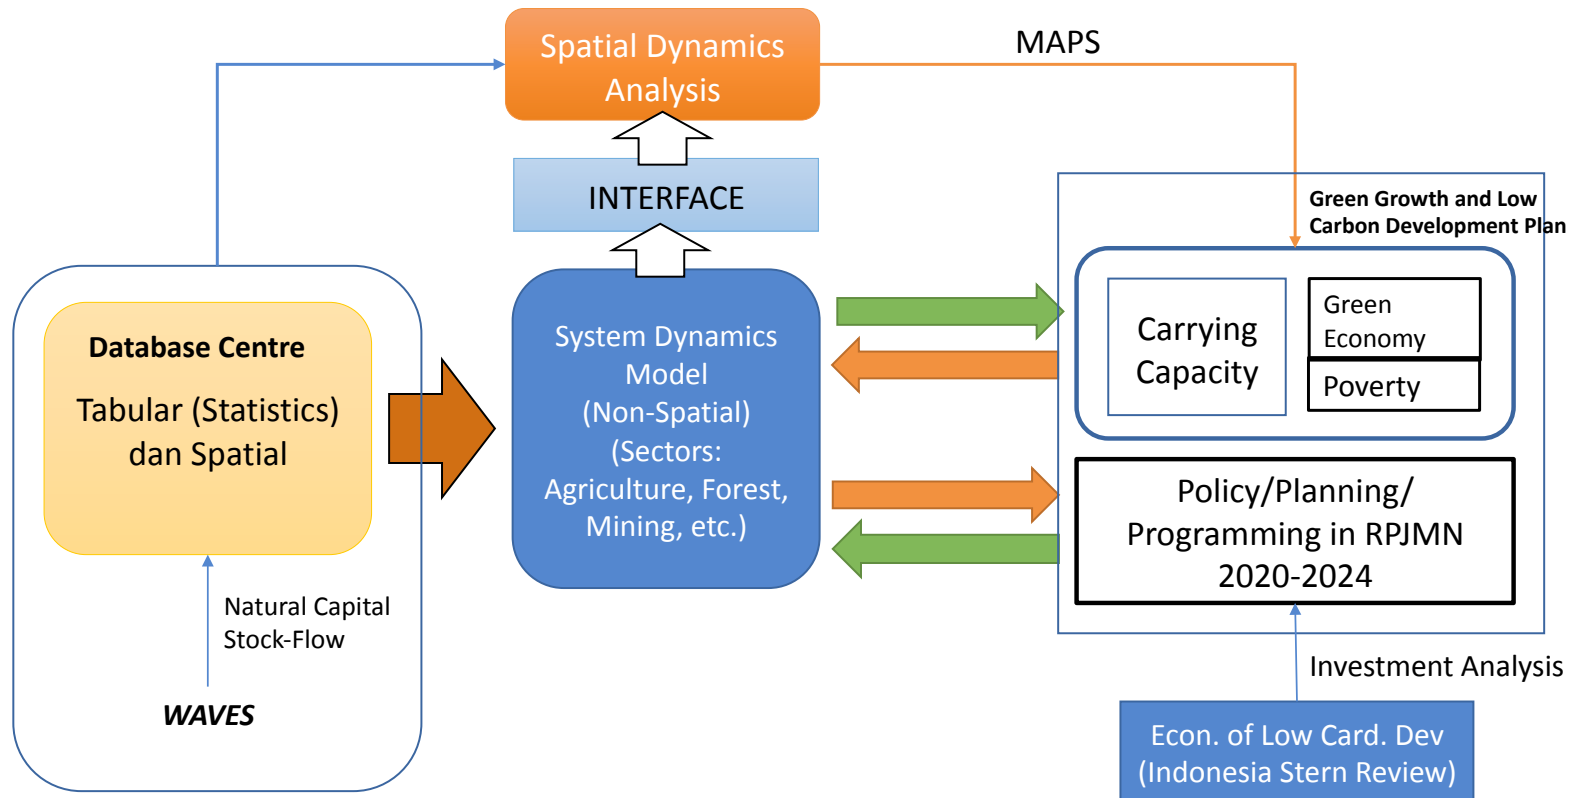 Spatial Dynamics
Analysis
MAPS
INTERFACE
Green Growth and Low
Carbon Development Plan
Database Centre
Tabular (Statistics)
dan Spatial
Natural Capital
Stock-Flow
WAVES
System Dynamics
Model
(Non-Spatial)
(Sectors:
Agriculture, Forest,
Mining, etc.)
Carrying
Capacity
Green
Economy
Poverty
Policy/Planning/
Programming in RPJMN
2020-2024
Investment Analysis
Econ. of Low Card. Dev
(Indonesia Stern Review)